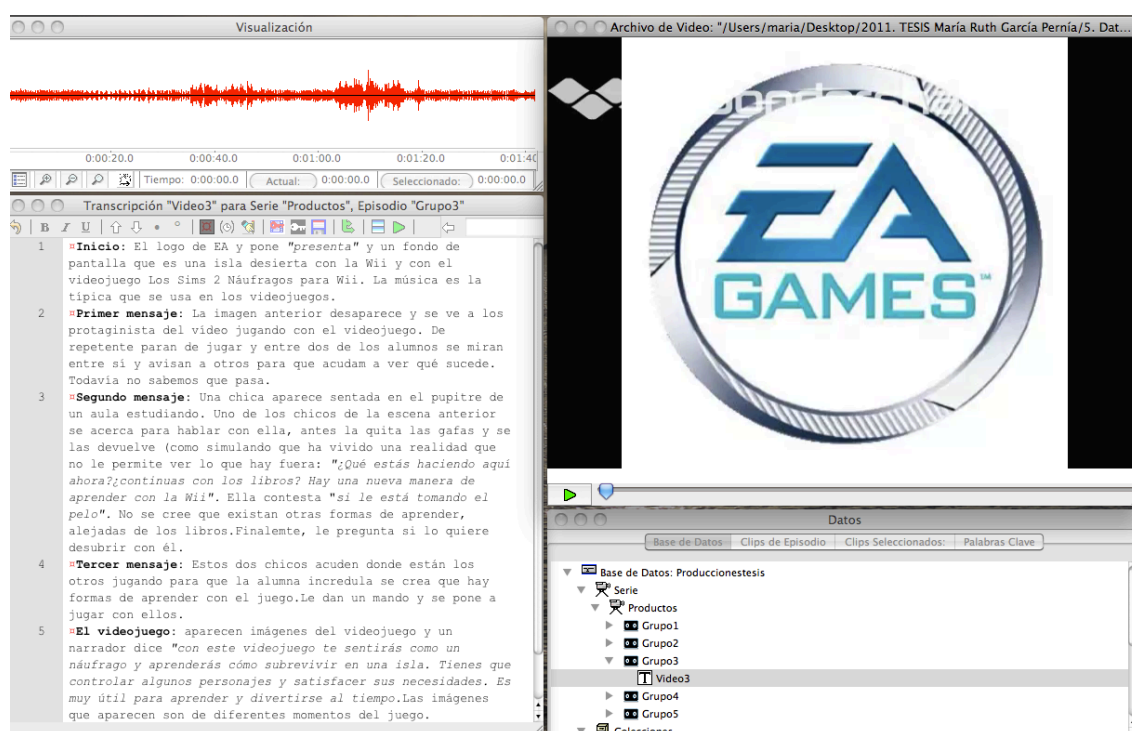 Visualización
0:00:20.0 0:00:40.0 0:01:00.0 0:01:20.0 0:01:40
Tiempo: 0:00:00.0 Actual: 0:00:00.0 Seleccionado: 0:00:00.0
Transcripción "Video3" para Serie "Productos", Episodio "Grupo3"
B I U
1 ¤Inicio: El logo de EA y pone "presenta" y un fondo de
pantalla que es una isla desierta con la Wii y con el
videojuego Los Sims 2 Náufragos para Wii. La música es la
típica que se usa en los videojuegos.
2 ¤Primer mensaje: La imagen anterior desaparece y se ve a los
protaginista del video jugando con el videojuego. De
repetente paran de jugar y entre dos de los alumnos se miran
entre sí y avisan a otros para que acudam a ver qué sucede.
Todavía no sabemos que pasa.
3 ¤Segundo mensaje: Una chica aparece sentada en el pupitre de
un aula estudiando. Uno de los chicos de la escena anterior
se acerca para hablar con ella, antes la quita las gafas y se
las devuelve (como simulando que ha vivido una realidad que
no le permite ver lo que hay fuera: "¿Qué estás haciendo aquí
ahora?¿continuas con los libros? Hay una nueva manera de
aprender con la Wii". Ella contesta "si le está tomando el
pelo". No se cree que existan otras formas de aprender,
alejadas de los libros.Finalemte, le pregunta si lo quiere
desubrir con él.
4 ¤Tercer mensaje: Estos dos chicos acuden donde están los
otros jugando para que la alumna incredula se crea que hay
formas de aprender con el juego.Le dan un mando y se pone a
jugar con ellos.
5 ¤El videojuego: aparecen imágenes del videojuego y un
narrador dice "con este videojuego te sentirás como un
náufrago y aprenderás cómo subrevivir en una isla. Tienes que
controlar algunos personajes y satisfacer sus necesidades. Es
muy útil para aprender y divertirse al tiempo.Las imágenes
que aparecen son de diferentes momentos del juego.
Archivo de Video: "/Users/maria/Desktop/2011. TESIS María Ruth García Pernía/5. Dat...
EA
GAMES™
Datos
Base de Datos Clips de Episodio Clips Seleccionados: Palabras Clave
Base de Datos: Produccionestesis
Serie
Productos
Grupo1
Grupo2
Grupo3
T Video3
Grupo4
Grupo5
Colecciones